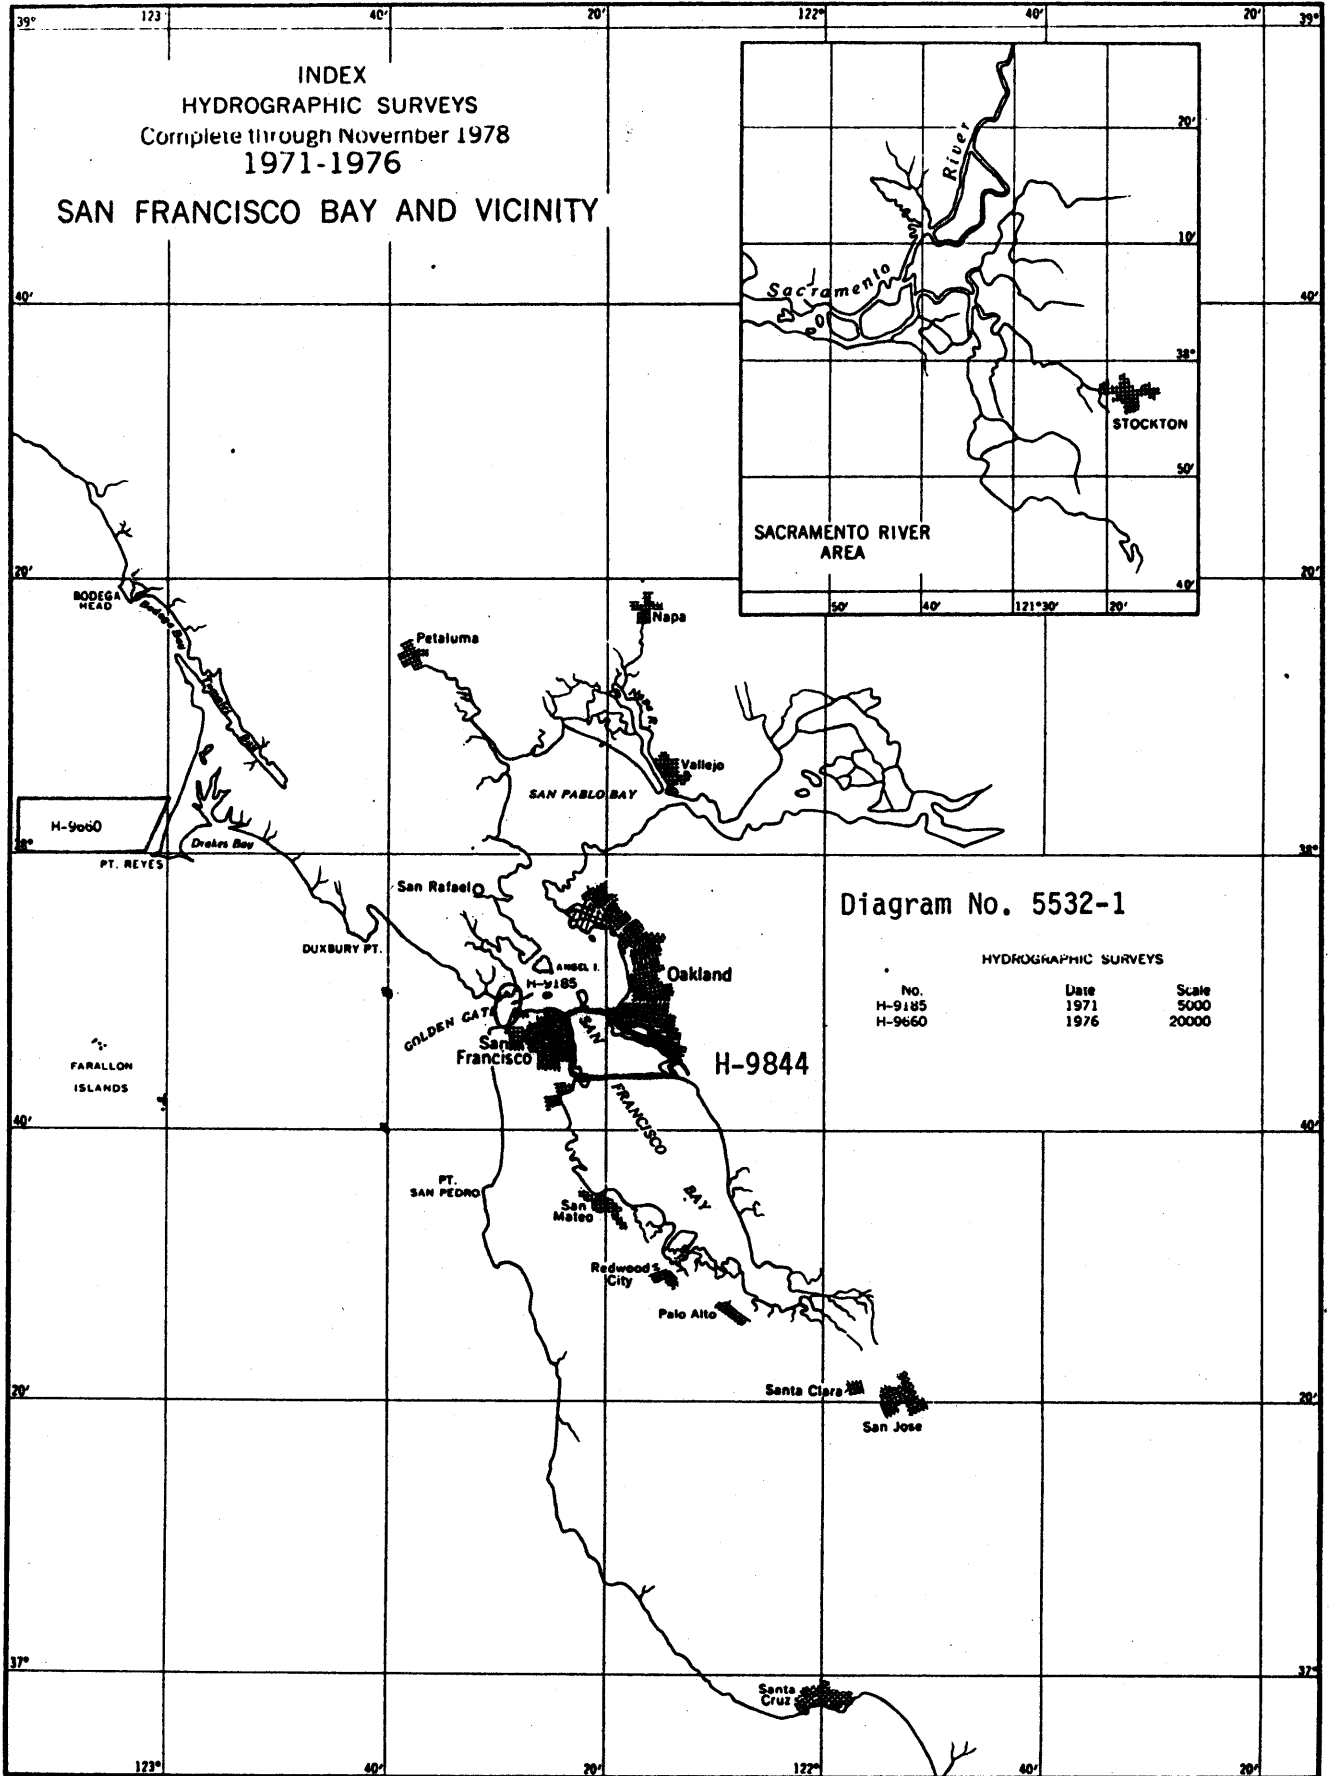 39° 123 40' 20' 122° 40' 20' 39°
INDEX
HYDROGRAPHIC SURVEYS
Complete through November 1978
1971-1976
SAN FRANCISCO BAY AND VICINITY
River
20'
10'
Sacramento
38°
STOCKTON
50'
SACRAMENTO RIVER
AREA
40'
50' 40' 121°30' 20'
40' 40'
20' 20'
BODEGA
HEAD
Bodega Bay
Tomales Bay
Petaluma
Napa
Napa R.
Vallejo
SAN PABLO BAY
H-9660
38° 38°
Drakes Bay
PT. REYES
San Rafael
DUXBURY PT.
ANGEL I.
H-9185
Oakland
GOLDEN GATE
San
Francisco
SAN
FRANCISCO
BAY
H-9844
Diagram No. 5532-1
HYDROGRAPHIC SURVEYS
No. Date Scale
H-9185 1971 5000
H-9660 1976 20000
FARALLON
ISLANDS
40' 40'
PT.
SAN PEDRO
San
Mateo
Redwood
City
Palo Alto
Santa Clara
San Jose
20' 20'
37° 37°
Santa
Cruz
123° 40' 20' 122° 40' 20'